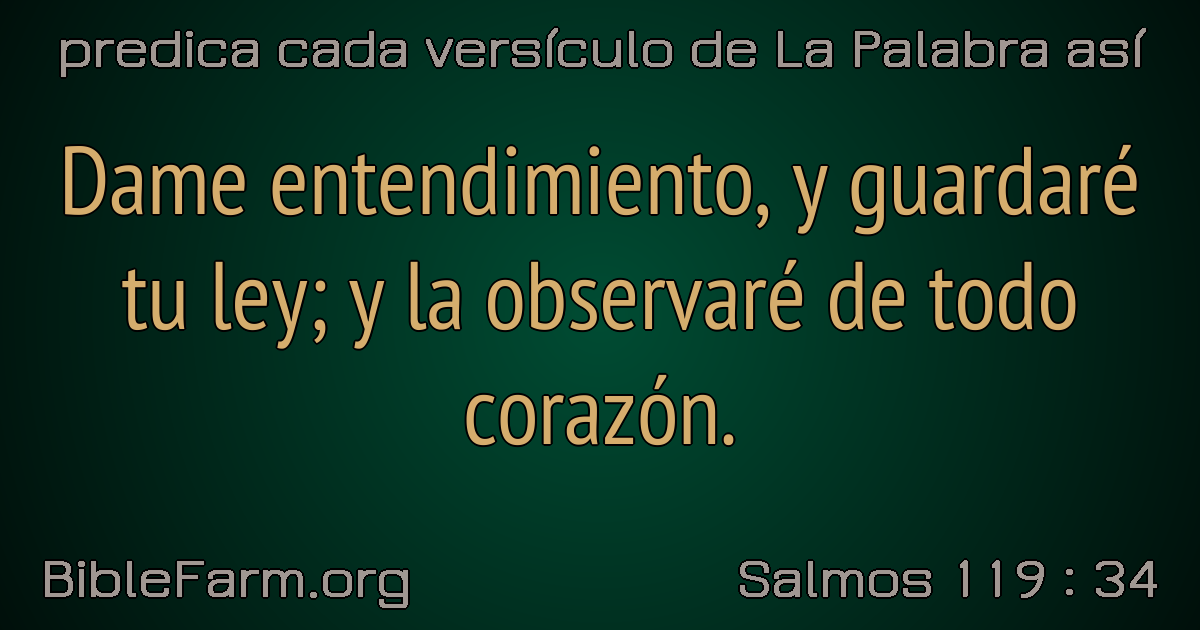 predica cada versículo de La Palabra así
Dame entendimiento, y guardaré
tu ley; y la observaré de todo
corazón.
BibleFarm.org
Salmos 119 : 34